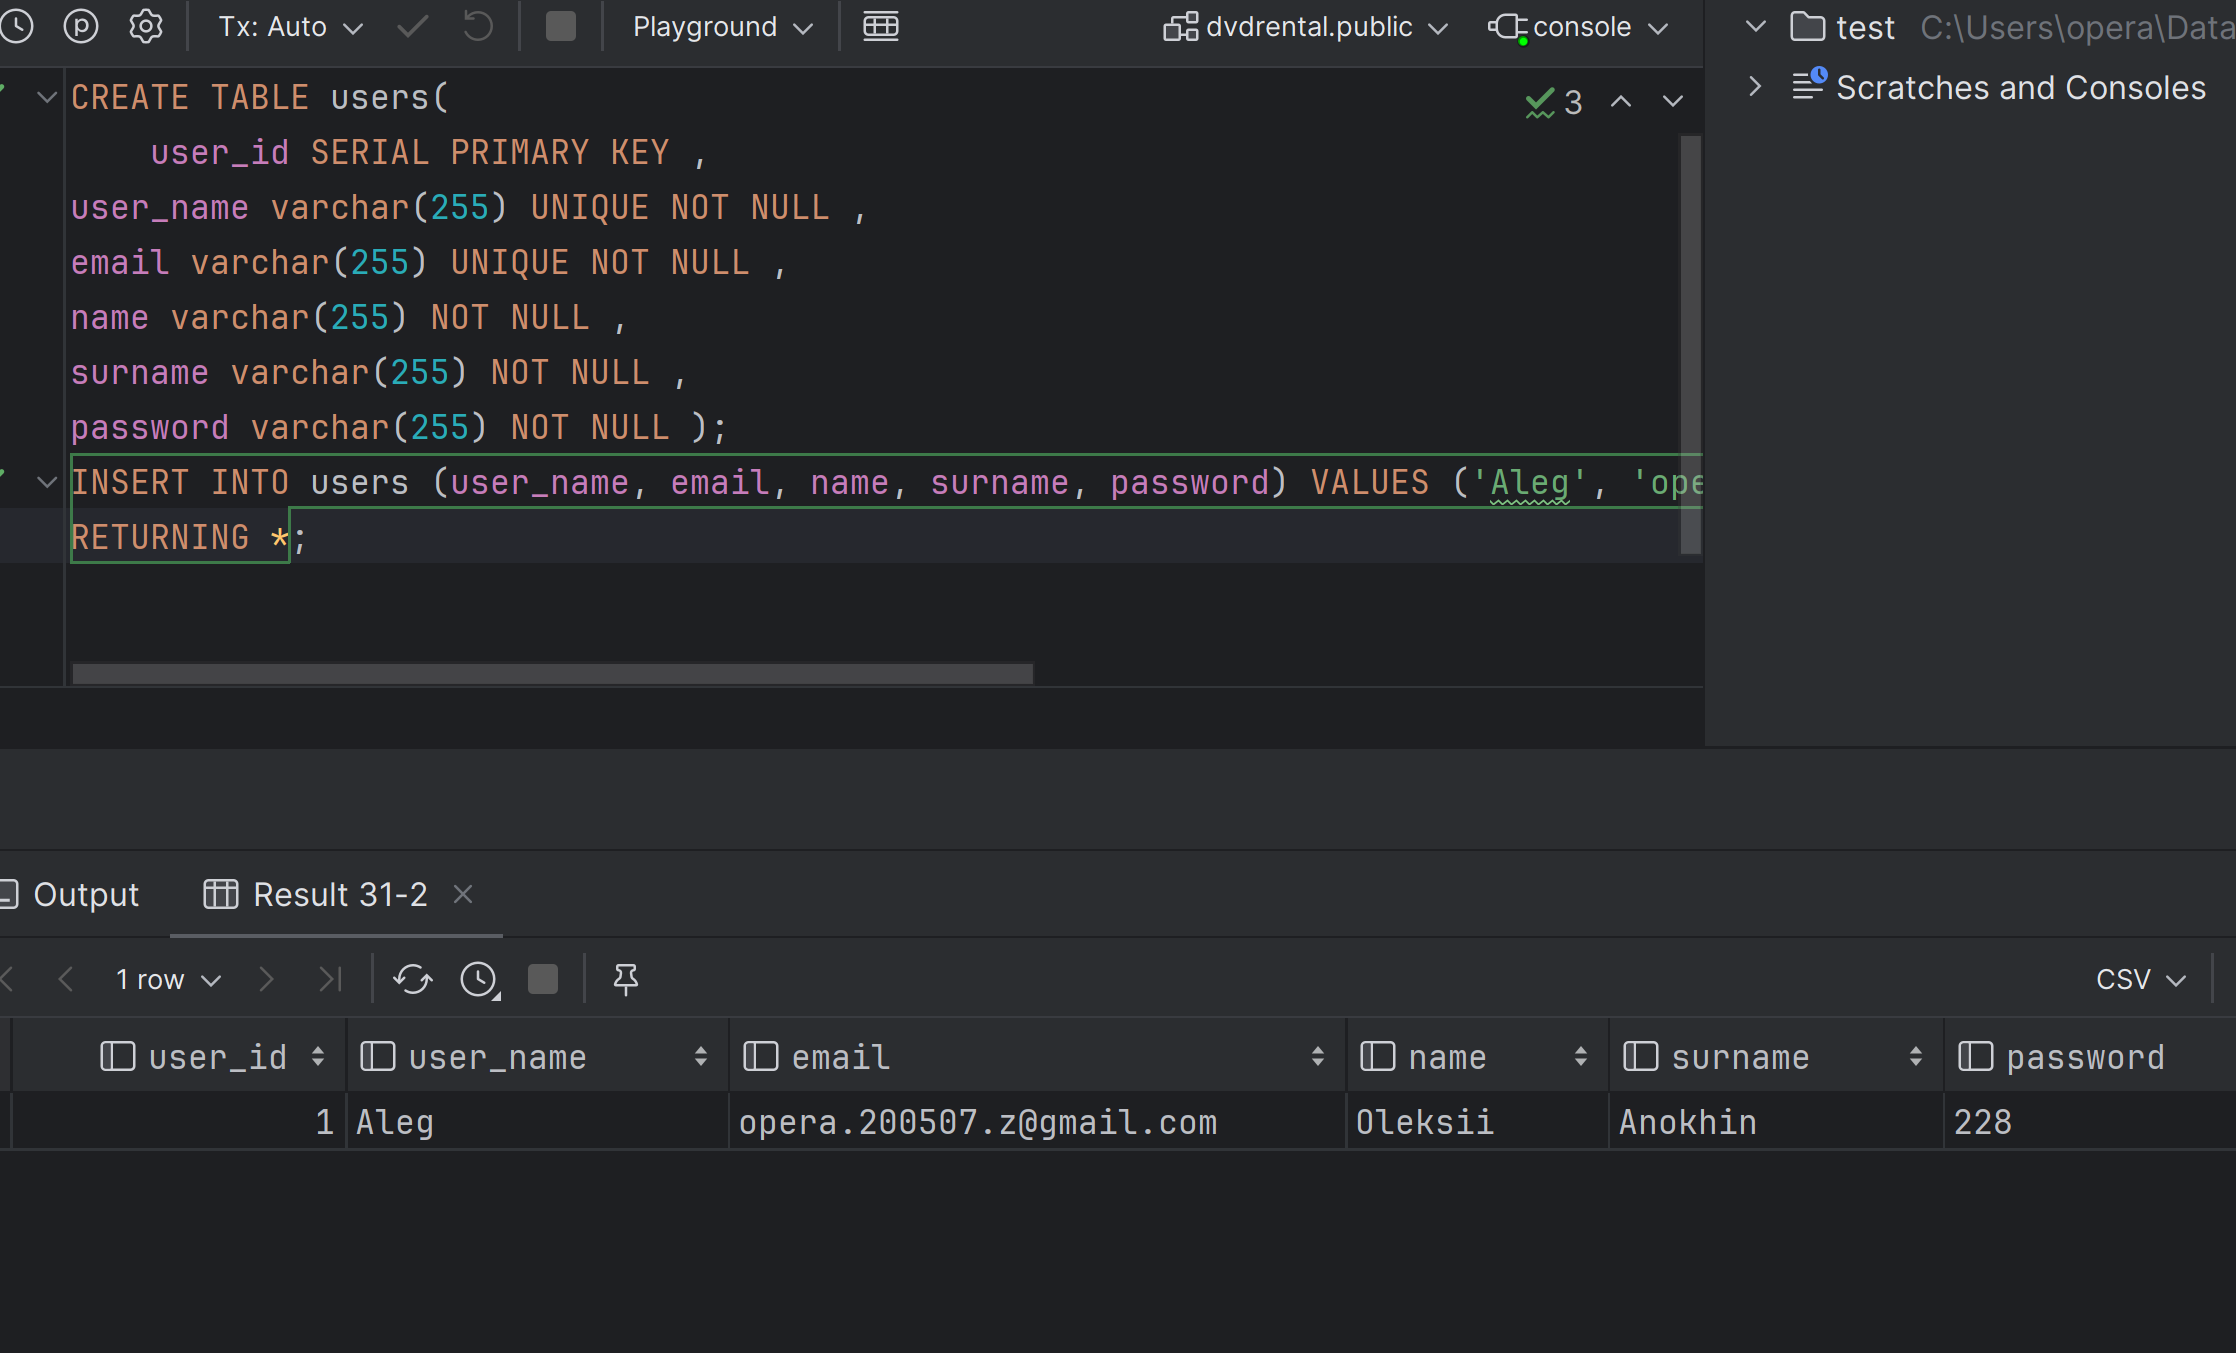 Tx: Auto
Playground
dvdrental.public
console
test C:\Users\opera\Data
Scratches and Consoles
3
CREATE TABLE users(
user_id SERIAL PRIMARY KEY ,
user_name varchar(255) UNIQUE NOT NULL ,
email varchar(255) UNIQUE NOT NULL ,
name varchar(255) NOT NULL ,
surname varchar(255) NOT NULL ,
password varchar(255) NOT NULL );
INSERT INTO users (user_name, email, name, surname, password) VALUES ('Aleg', 'ope
RETURNING *;
Output
Result 31-2
1 row
CSV
user_id user_name email name surname password
1 Aleg opera.200507.z@gmail.com Oleksii Anokhin 228